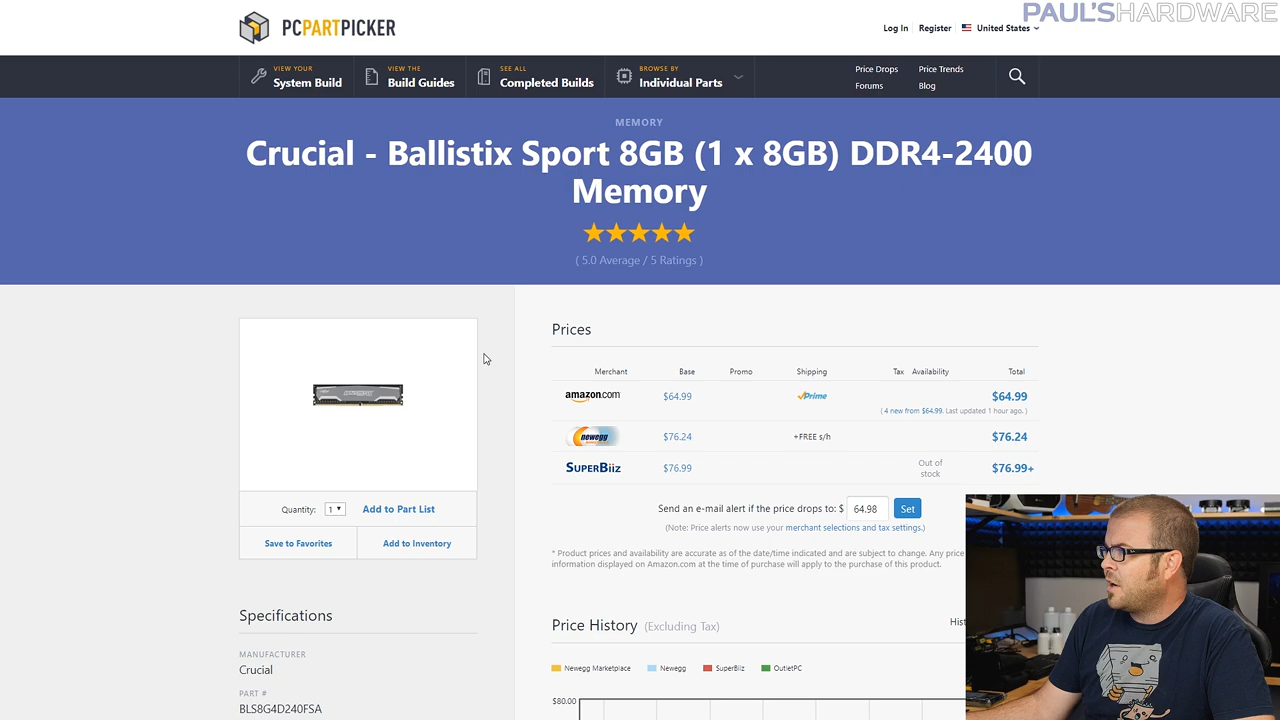 PAUL'SHARDWARE
PCPARTPICKER
Log In
Register
United States
VIEW YOUR
System Build
VIEW THE
Build Guides
SEE ALL
Completed Builds
BROWSE BY
Individual Parts
Price Drops
Price Trends
Forums
Blog
MEMORY
Crucial - Ballistix Sport 8GB (1 x 8GB) DDR4-2400
Memory
( 5.0 Average / 5 Ratings )
Prices
Merchant Base Promo Shipping Tax Availability Total
amazon.com $64.99 Prime $64.99
( 4 new from $64.99. Last updated 1 hour ago. )
newegg $76.24 +FREE s/h $76.24
SUPERBIIZ $76.99 Out of stock $76.99+
Quantity: 1 Add to Part List
Save to Favorites
Add to Inventory
Send an e-mail alert if the price drops to: $ 64.98 Set
(Note: Price alerts now use your merchant selections and tax settings.)
* Product prices and availability are accurate as of the date/time indicated and are subject to change. Any price
information displayed on Amazon.com at the time of purchase will apply to the purchase of this product.
Specifications
MANUFACTURER
Crucial
PART #
BLS8G4D240FSA
Price History (Excluding Tax)
Hist
Newegg Marketplace
Newegg
SuperBiiz
OutletPC
$80.00